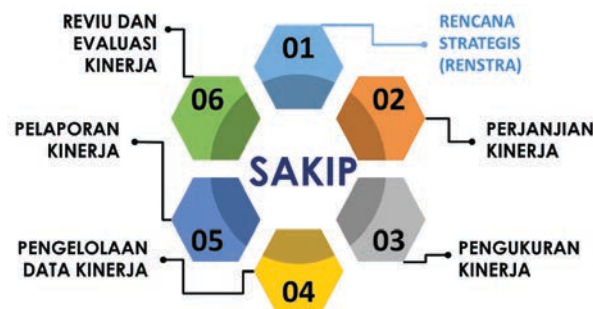 01
RENCANA
STRATEGIS
(RENSTRA)
02
PERJANJIAN
KINERJA
03
PENGUKURAN
KINERJA
04
PENGELOLAAN
DATA KINERJA
05
PELAPORAN
KINERJA
06
REVIU DAN
EVALUASI
KINERJA
SAKIP